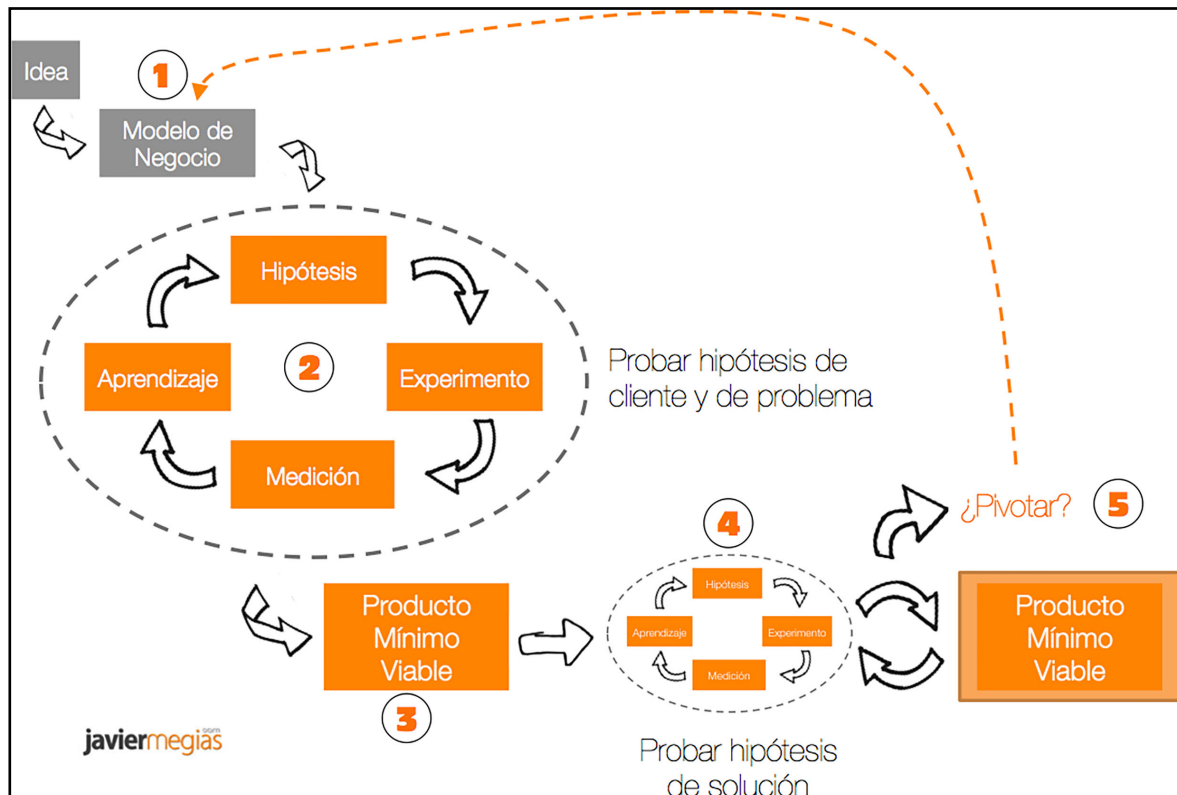 Idea
1
Modelo de
Negocio
Hipótesis
Aprendizaje
2
Experimento
Medición
Probar hipótesis de
cliente y de problema
Producto
Mínimo
Viable
3
4
Hipótesis
Aprendizaje
Experimento
Medición
Probar hipótesis
de solución
¿Pivotar?
5
Producto
Mínimo
Viable
javiermegias.com